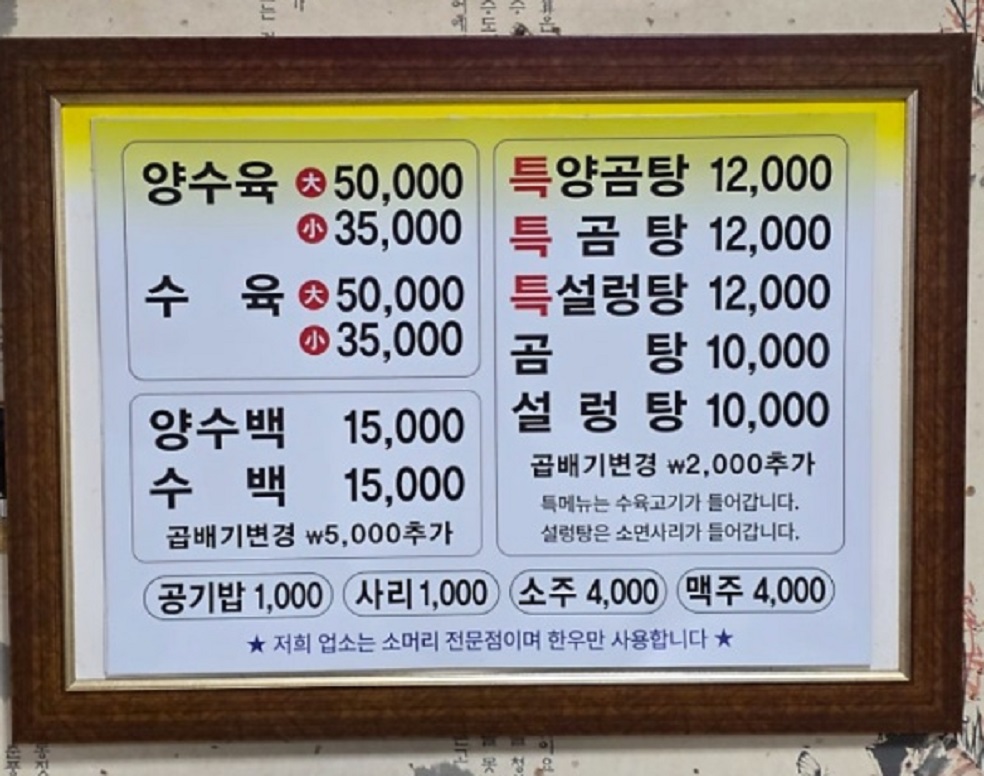 양수육 大 50,000
小 35,000
수 육 大 50,000
小 35,000
양수백 15,000
수 백 15,000
곱배기변경 ₩5,000추가
특양곰탕 12,000
특 곰 탕 12,000
특설렁탕 12,000
곰 탕 10,000
설 렁 탕 10,000
곱배기변경 ₩2,000추가
특메뉴는 수육고기가 들어갑니다.
설렁탕은 소면사리가 들어갑니다.
공기밥 1,000 사리 1,000 소주 4,000 맥주 4,000
★ 저희 업소는 소머리 전문점이며 한우만 사용합니다 ★